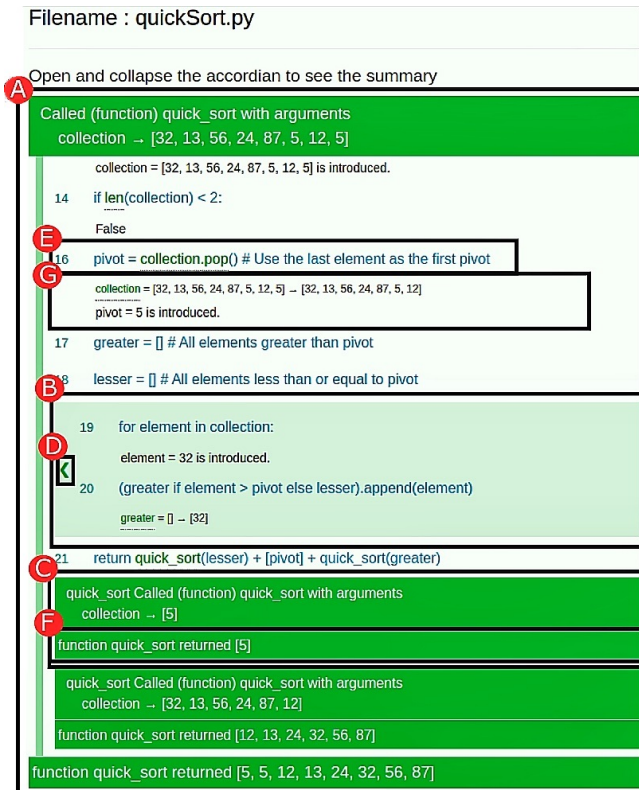 Filename : quickSort.py
Open and collapse the accordian to see the summary
A
Called (function) quick_sort with arguments
collection → [32, 13, 56, 24, 87, 5, 12, 5]
collection = [32, 13, 56, 24, 87, 5, 12, 5] is introduced.
14 if len(collection) < 2:
False
E
16 pivot = collection.pop() # Use the last element as the first pivot
G
collection = [32, 13, 56, 24, 87, 5, 12, 5] → [32, 13, 56, 24, 87, 5, 12]
pivot = 5 is introduced.
17 greater = [] # All elements greater than pivot
18 lesser = [] # All elements less than or equal to pivot
B
19 for element in collection:
D
element = 32 is introduced.
20 (greater if element > pivot else lesser).append(element)
greater = [] → [32]
21 return quick_sort(lesser) + [pivot] + quick_sort(greater)
C
quick_sort Called (function) quick_sort with arguments
collection → [5]
F
function quick_sort returned [5]
quick_sort Called (function) quick_sort with arguments
collection → [32, 13, 56, 24, 87, 12]
function quick_sort returned [12, 13, 24, 32, 56, 87]
function quick_sort returned [5, 5, 12, 13, 24, 32, 56, 87]